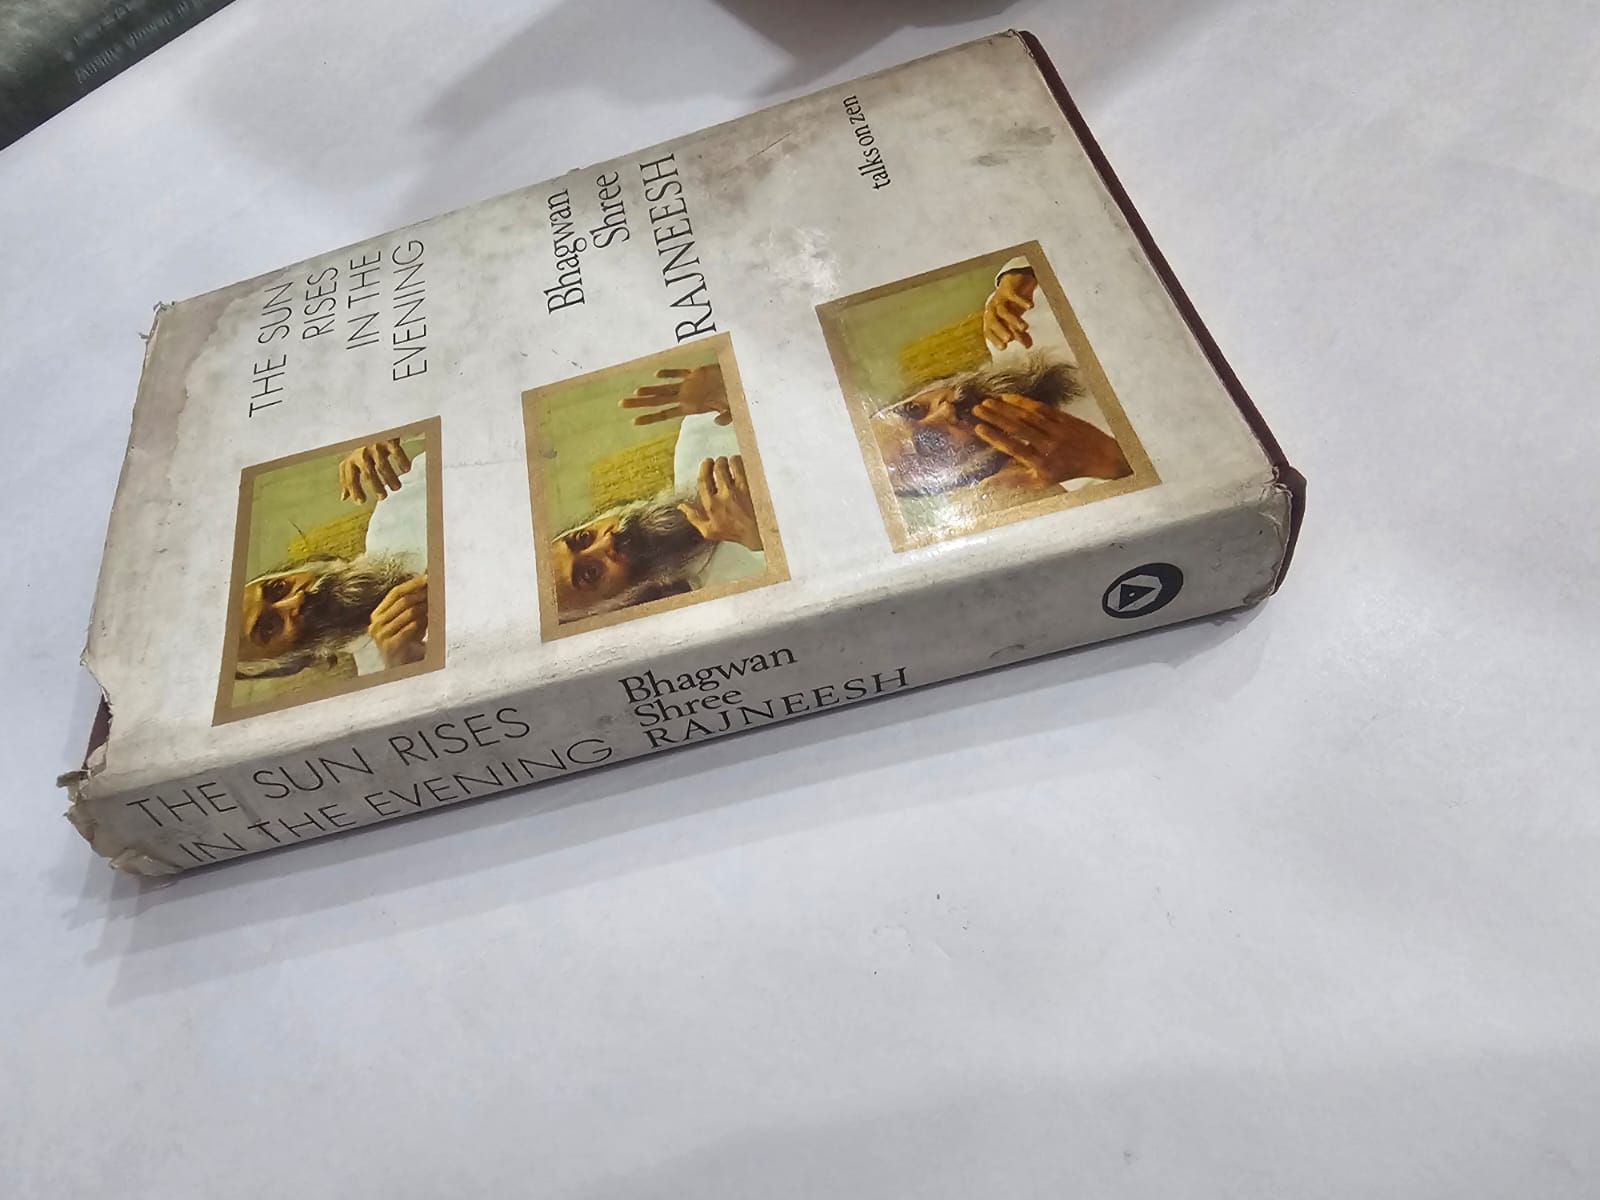 THE SUN
RISES
IN THE
EVENING
Bhagwan
Shree
RAJNEESH
talks on zen
THE SUN RISES
IN THE EVENING
Bhagwan
Shree
RAJNEESH